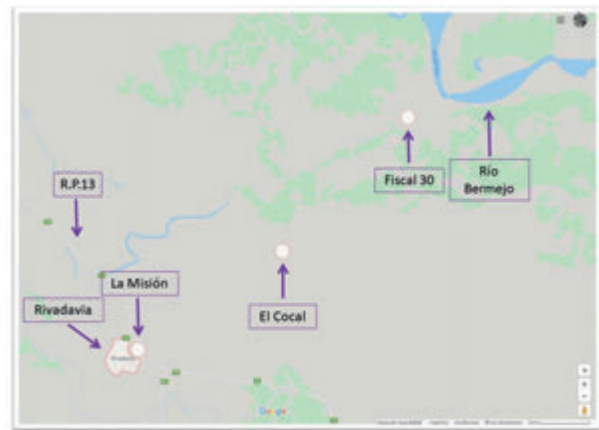 R.P.13
Fiscal 30
Río
Bermejo
La Misión
Rivadavia
El Cocal
Google